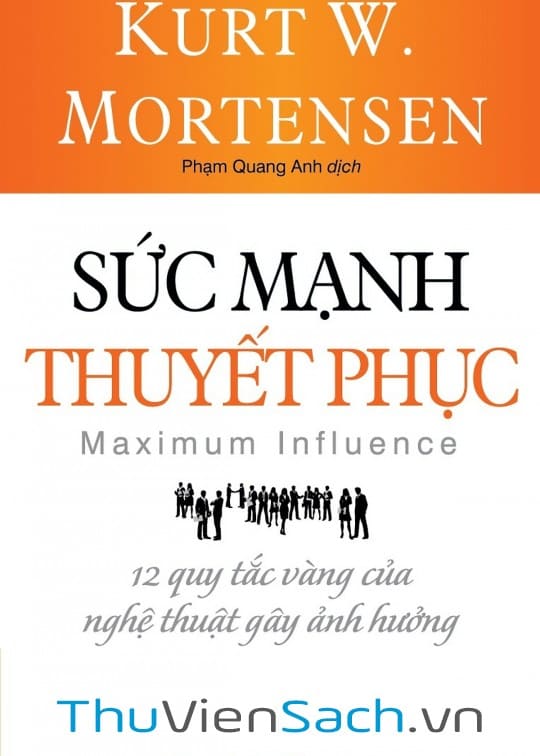 KURT W.
MORTENSEN
Phạm Quang Anh dịch
SỨC MẠNH
THUYẾT PHỤC
Maximum Influence
12 quy tắc vàng của
nghệ thuật gây ảnh hưởng
ThuVienSach.vn